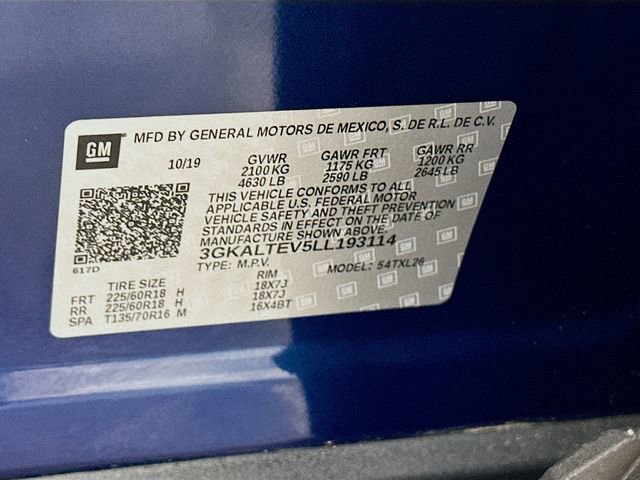 GM MFD BY GENERAL MOTORS DE MEXICO, S. DE R.L. DE C.V.
10/19 GVWR GAWR FRT GAWR RR
2100 KG 1175 KG 1200 KG
4630 LB 2590 LB 2645 LB
THIS VEHICLE CONFORMS TO ALL
APPLICABLE U.S. FEDERAL MOTOR
VEHICLE SAFETY AND THEFT PREVENTION
STANDARDS IN EFFECT ON THE DATE OF
MANUFACTURE SHOWN ABOVE.
3GKALTEV5LL193114
617D TYPE: M.P.V. MODEL: 54TXL26
TIRE SIZE RIM
FRT 225/60R18 H 18X7J
RR 225/60R18 H 18X7J
SPA T135/70R16 M 16X4BT